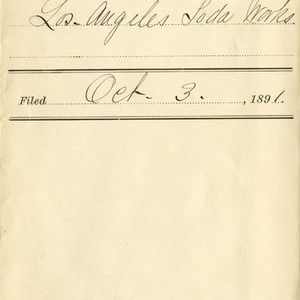 Los-Angeles Soda Works.
Filed Oct. 3. , 1891.